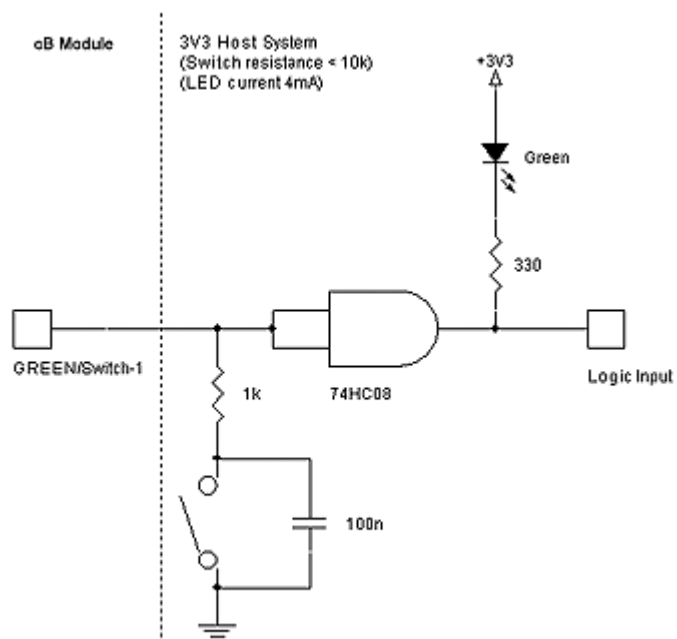 cB Module
3V3 Host System
(Switch resistance < 10k)
(LED current 4mA)
+3V3
Green
330
GREEN/Switch-1
1k
74HC08
Logic Input
100n